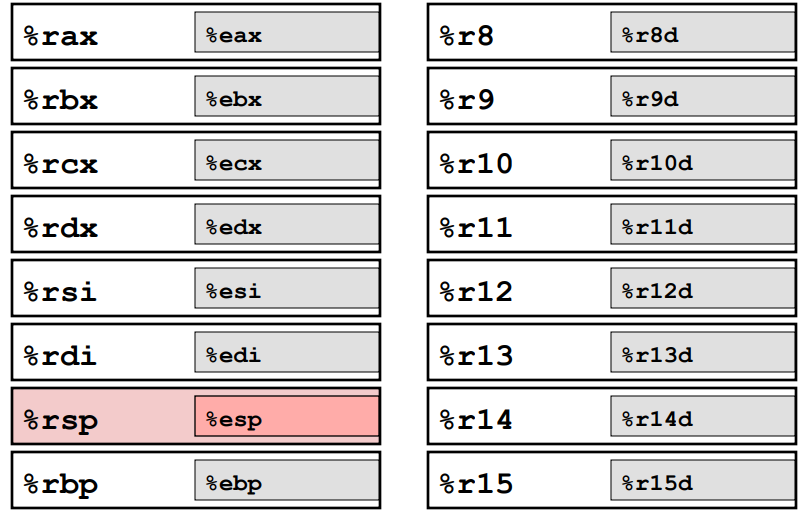 %rax %eax
%rbx %ebx
%rcx %ecx
%rdx %edx
%rsi %esi
%rdi %edi
%rsp %esp
%rbp %ebp
%r8 %r8d
%r9 %r9d
%r10 %r10d
%r11 %r11d
%r12 %r12d
%r13 %r13d
%r14 %r14d
%r15 %r15d